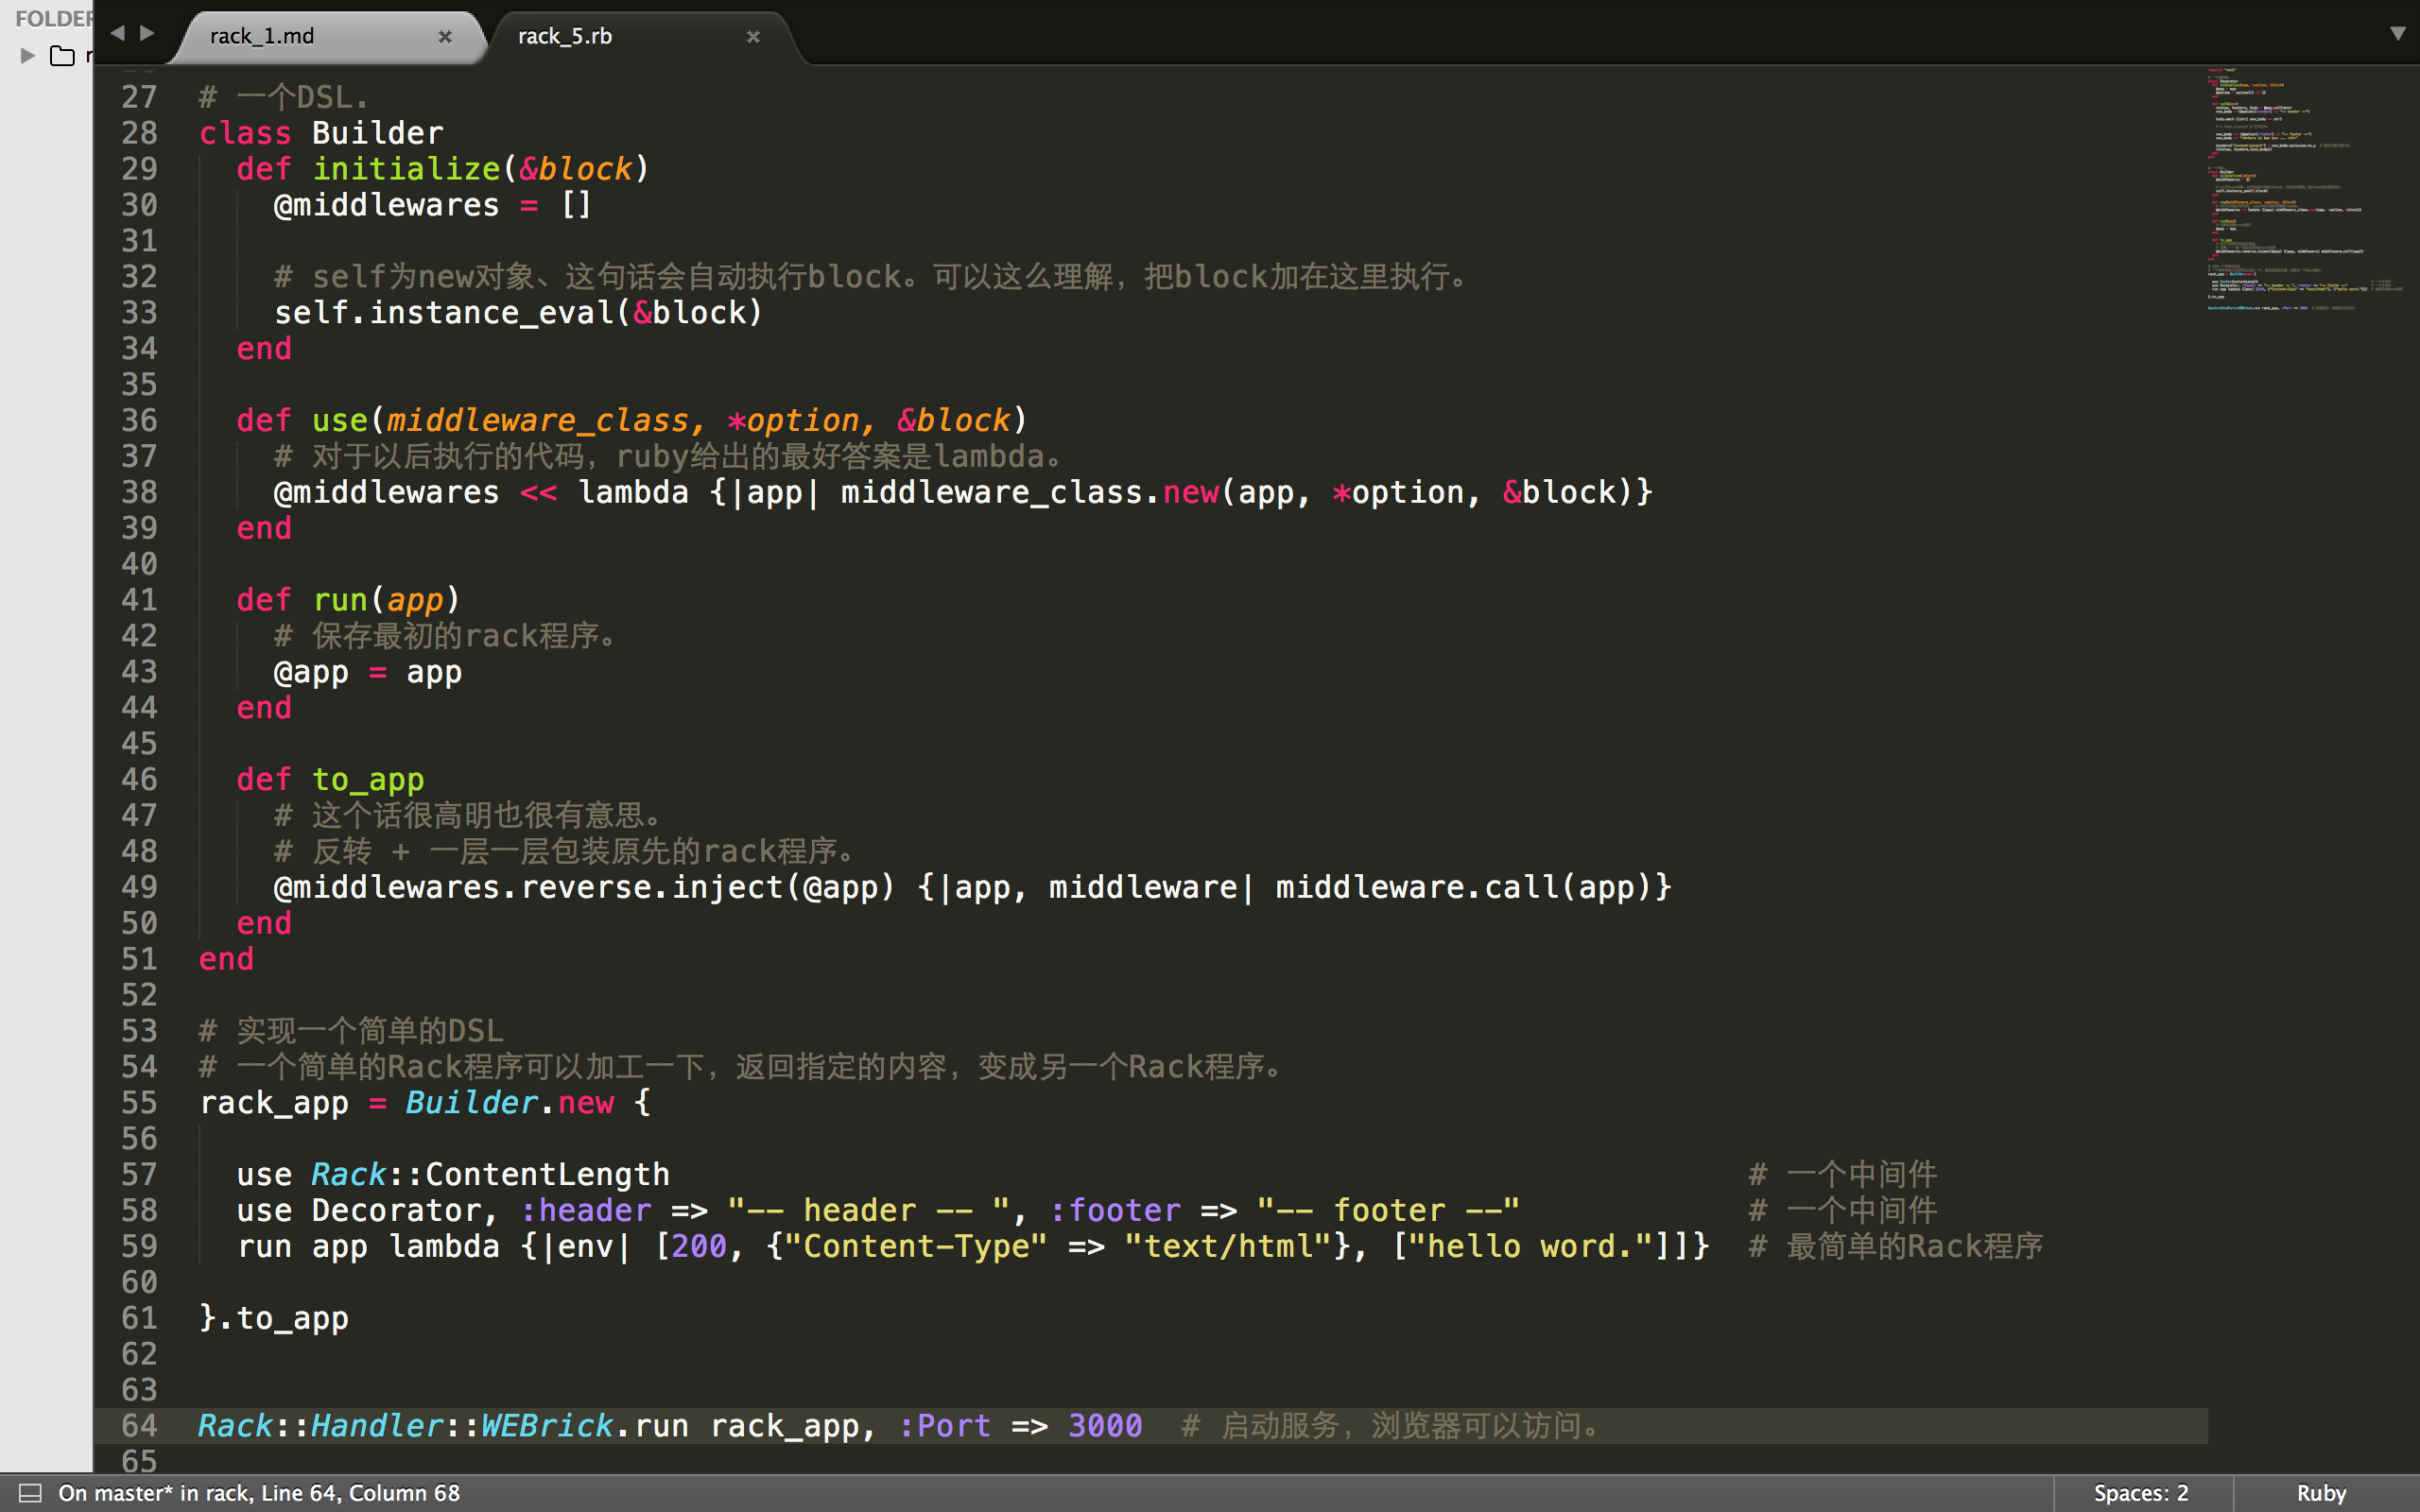 FOLDER
rack_1.md
rack_5.rb
27 # 一个DSL.
28 class Builder
29 def initialize(&block)
30 @middlewares = []
31
32 # self为new对象、这句话会自动执行block。可以这么理解，把block加在这里执行。
33 self.instance_eval(&block)
34 end
35
36 def use(middleware_class, *option, &block)
37 # 对于以后执行的代码，ruby给出的最好答案是lambda。
38 @middlewares << lambda {|app| middleware_class.new(app, *option, &block)}
39 end
40
41 def run(app)
42 # 保存最初的rack程序。
43 @app = app
44 end
45
46 def to_app
47 # 这个话很高明也很有意思。
48 # 反转 + 一层一层包装原先的rack程序。
49 @middlewares.reverse.inject(@app) {|app, middleware| middleware.call(app)}
50 end
51 end
52
53 # 实现一个简单的DSL
54 # 一个简单的Rack程序可以加工一下，返回指定的内容，变成另一个Rack程序。
55 rack_app = Builder.new {
56
57 use Rack::ContentLength # 一个中间件
58 use Decorator, :header => "-- header -- ", :footer => "-- footer --" # 一个中间件
59 run app lambda {|env| [200, {"Content-Type" => "text/html"}, ["hello word."]]} # 最简单的Rack程序
60
61 }.to_app
62
63
64 Rack::Handler::WEBrick.run rack_app, :Port => 3000 # 启动服务，浏览器可以访问。
65
On master* in rack, Line 64, Column 68
Spaces: 2
Ruby